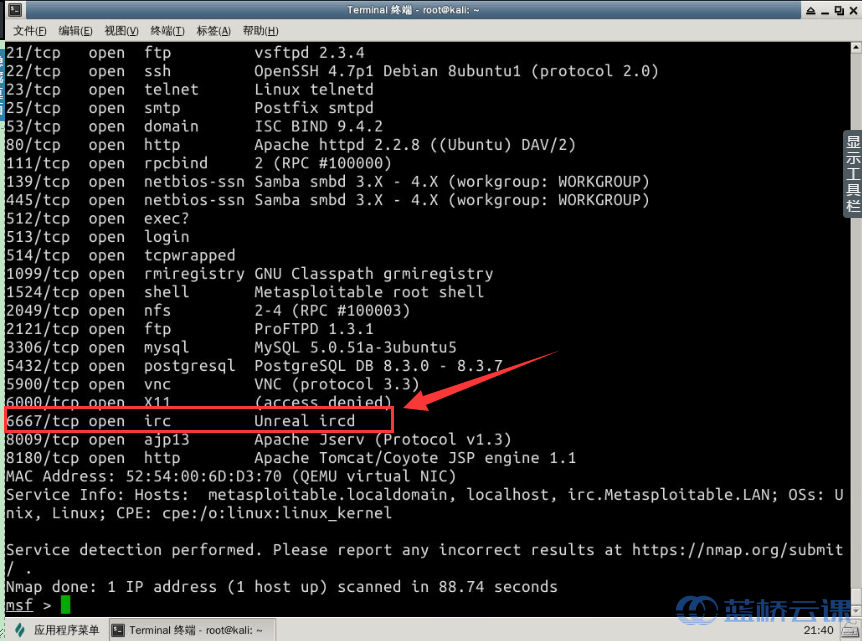 Terminal 终端 - root@kali: ~
文件(F) 编辑(E) 视图(V) 终端(T) 标签(A) 帮助(H)
21/tcp open ftp vsftpd 2.3.4
22/tcp open ssh OpenSSH 4.7p1 Debian 8ubuntu1 (protocol 2.0)
23/tcp open telnet Linux telnetd
25/tcp open smtp Postfix smtpd
53/tcp open domain ISC BIND 9.4.2
80/tcp open http Apache httpd 2.2.8 ((Ubuntu) DAV/2)
111/tcp open rpcbind 2 (RPC #100000)
139/tcp open netbios-ssn Samba smbd 3.X - 4.X (workgroup: WORKGROUP)
445/tcp open netbios-ssn Samba smbd 3.X - 4.X (workgroup: WORKGROUP)
512/tcp open exec?
513/tcp open login
514/tcp open tcpwrapped
1099/tcp open rmiregistry GNU Classpath grmiregistry
1524/tcp open shell Metasploitable root shell
2049/tcp open nfs 2-4 (RPC #100003)
2121/tcp open ftp ProFTPD 1.3.1
3306/tcp open mysql MySQL 5.0.51a-3ubuntu5
5432/tcp open postgresql PostgreSQL DB 8.3.0 - 8.3.7
5900/tcp open vnc VNC (protocol 3.3)
6000/tcp open X11 (access denied)
6667/tcp open irc Unreal ircd
8009/tcp open ajp13 Apache Jserv (Protocol v1.3)
8180/tcp open http Apache Tomcat/Coyote JSP engine 1.1
MAC Address: 52:54:00:6D:D3:70 (QEMU virtual NIC)
Service Info: Hosts:  metasploitable.localdomain, localhost, irc.Metasploitable.LAN; OSs: U
nix, Linux; CPE: cpe:/o:linux:linux_kernel
Service detection performed. Please report any incorrect results at https://nmap.org/submit
/ .
Nmap done: 1 IP address (1 host up) scanned in 88.74 seconds
msf >
显示工具栏
蓝桥云课
应用程序菜单 Terminal 终端 - root@kali: ~ 21:40